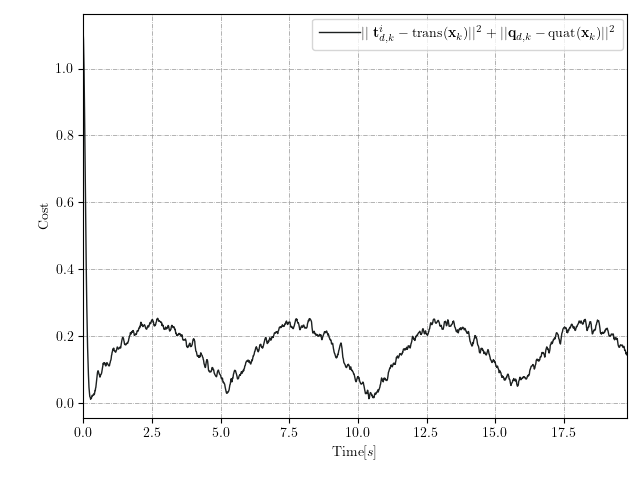 || t^i_{d,k} − trans(x_k)||^2 + ||q_{d,k} − quat(x_k)||^2
1.0
0.8
0.6
0.4
0.2
0.0
Cost
0.0 2.5 5.0 7.5 10.0 12.5 15.0 17.5
Time[s]